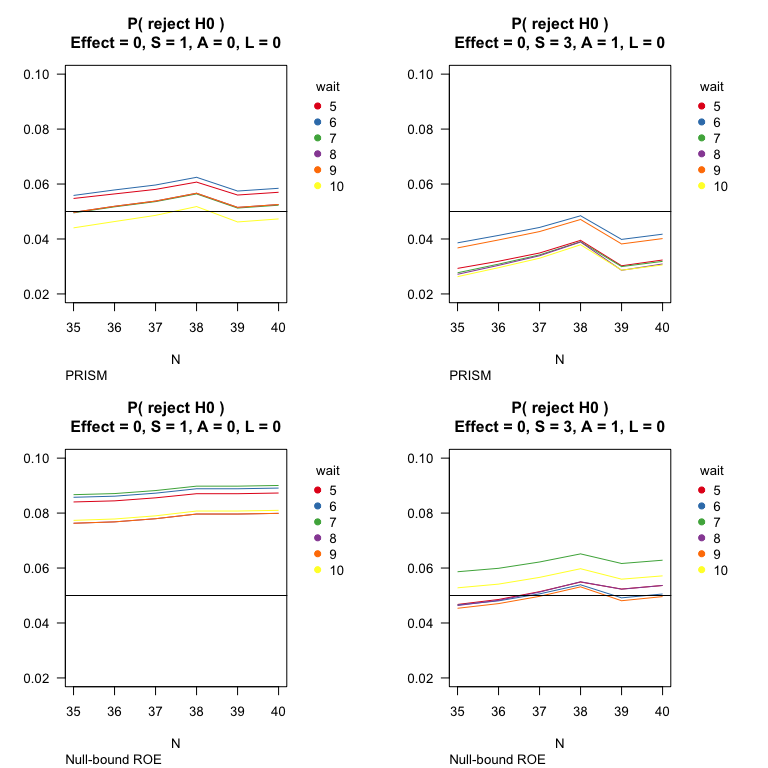 P( reject H0 )
Effect = 0, S = 1, A = 0, L = 0
0.10
0.08
0.06
0.04
0.02
35 36 37 38 39 40
N
PRISM
wait
5
6
7
8
9
10
P( reject H0 )
Effect = 0, S = 3, A = 1, L = 0
0.10
0.08
0.06
0.04
0.02
35 36 37 38 39 40
N
PRISM
wait
5
6
7
8
9
10
P( reject H0 )
Effect = 0, S = 1, A = 0, L = 0
0.10
0.08
0.06
0.04
0.02
35 36 37 38 39 40
N
Null-bound ROE
wait
5
6
7
8
9
10
P( reject H0 )
Effect = 0, S = 3, A = 1, L = 0
0.10
0.08
0.06
0.04
0.02
35 36 37 38 39 40
N
Null-bound ROE
wait
5
6
7
8
9
10